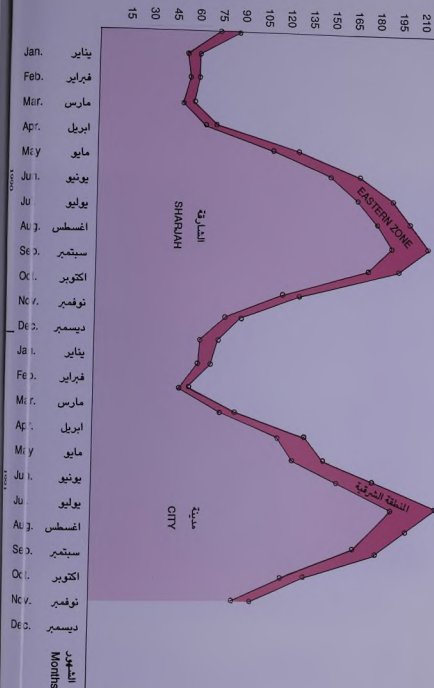 15 30 45 60 75 90 105 120 135 150 165 180 195 210
Jan. يناير
Feb. فبراير
Mar. مارس
Apr. ابريل
May مايو
Jun. يونيو
Ju يوليو
Aug. اغسطس
Sep. سبتمبر
Oct. اكتوبر
Nov. نوفمبر
Dec. ديسمبر
Jan. يناير
Feb. فبراير
Mar. مارس
Apr. ابريل
May مايو
Jun. يونيو
Ju يوليو
Aug. اغسطس
Sep. سبتمبر
Oct. اكتوبر
Nov. نوفمبر
Dec. ديسمبر
الشهور
Months
EASTERN ZONE
الشارقة
SHARJAH
المنطقة الشرقية
مدينة
CITY